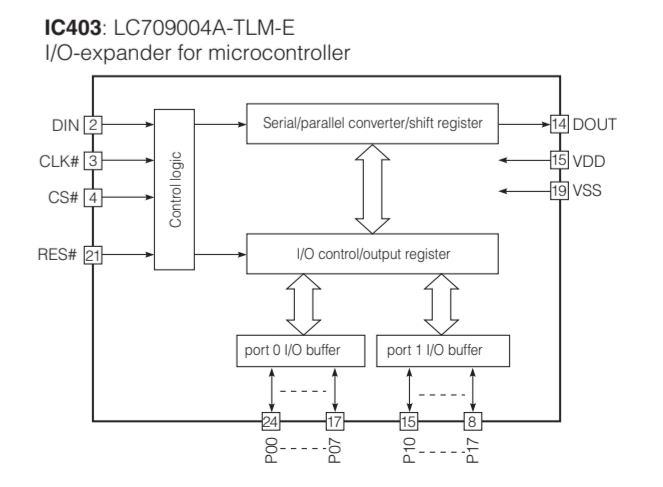 IC403: LC709004A-TLM-E
I/O-expander for microcontroller
DIN 2
CLK# 3
CS# 4
RES# 21
Control logic
Serial/parallel converter/shift register
14 DOUT
15 VDD
19 VSS
I/O control/output register
port 0 I/O buffer
port 1 I/O buffer
24 17 15 8
P00 P07 P10 P17